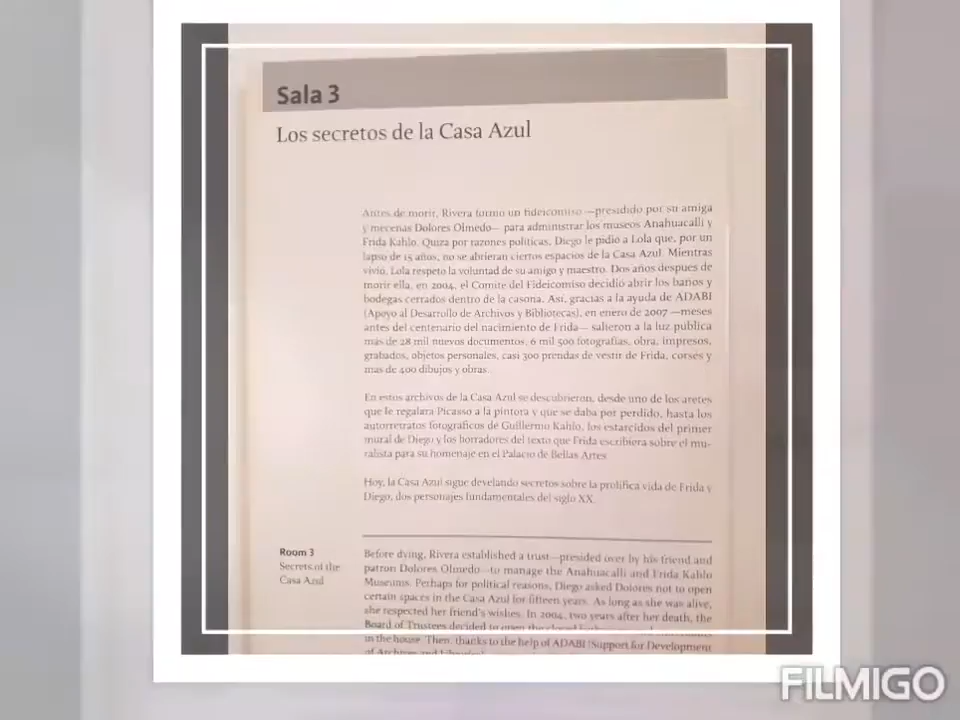 Sala 3
Los secretos de la Casa Azul
Antes de morir, Rivera formó un fideicomiso —presidido por su amiga
y mecenas Dolores Olmedo— para administrar los museos Anahuacalli y
Frida Kahlo. Quizá por razones políticas, Diego le pidió a Lola que, por un
lapso de 15 años, no se abrieran ciertos espacios de la Casa Azul. Mientras
vivió, Lola respetó la voluntad de su amigo y maestro. Dos años después de
morir ella, en 2004, el Comité del Fideicomiso decidió abrir los baños y
bodegas cerrados dentro de la casona. Así, gracias a la ayuda de ADABI
(Apoyo al Desarrollo de Archivos y Bibliotecas), en enero de 2007 —meses
antes del centenario del nacimiento de Frida— salieron a la luz pública
más de 28 mil nuevos documentos, 6 mil 500 fotografías, obra, impresos,
grabados, objetos personales, casi 300 prendas de vestir de Frida, corsés y
más de 400 dibujos y obras.
En estos archivos de la Casa Azul se descubrieron, desde uno de los aretes
que le regalara Picasso a la pintora y que se daba por perdido, hasta los
autorretratos fotográficos de Guillermo Kahlo, los estarcidos del primer
mural de Diego y los borradores del texto que Frida escribiera sobre el mu-
ralista para su homenaje en el Palacio de Bellas Artes.
Hoy, la Casa Azul sigue develando secretos sobre la prolífica vida de Frida y
Diego, dos personajes fundamentales del siglo XX.
Room 3
Secrets of the
Casa Azul
Before dying, Rivera established a trust—presided over by his friend and
patron Dolores Olmedo—to manage the Anahuacalli and Frida Kahlo
Museums. Perhaps for political reasons, Diego asked Dolores not to open
certain spaces in the Casa Azul for fifteen years. As long as she was alive,
she respected her friend's wishes. In 2004, two years after her death, the
Board of Trustees decided to open the closed
in the house. Then, thanks to the help of ADABI (Support for Development
of Archives and
FILMIGO